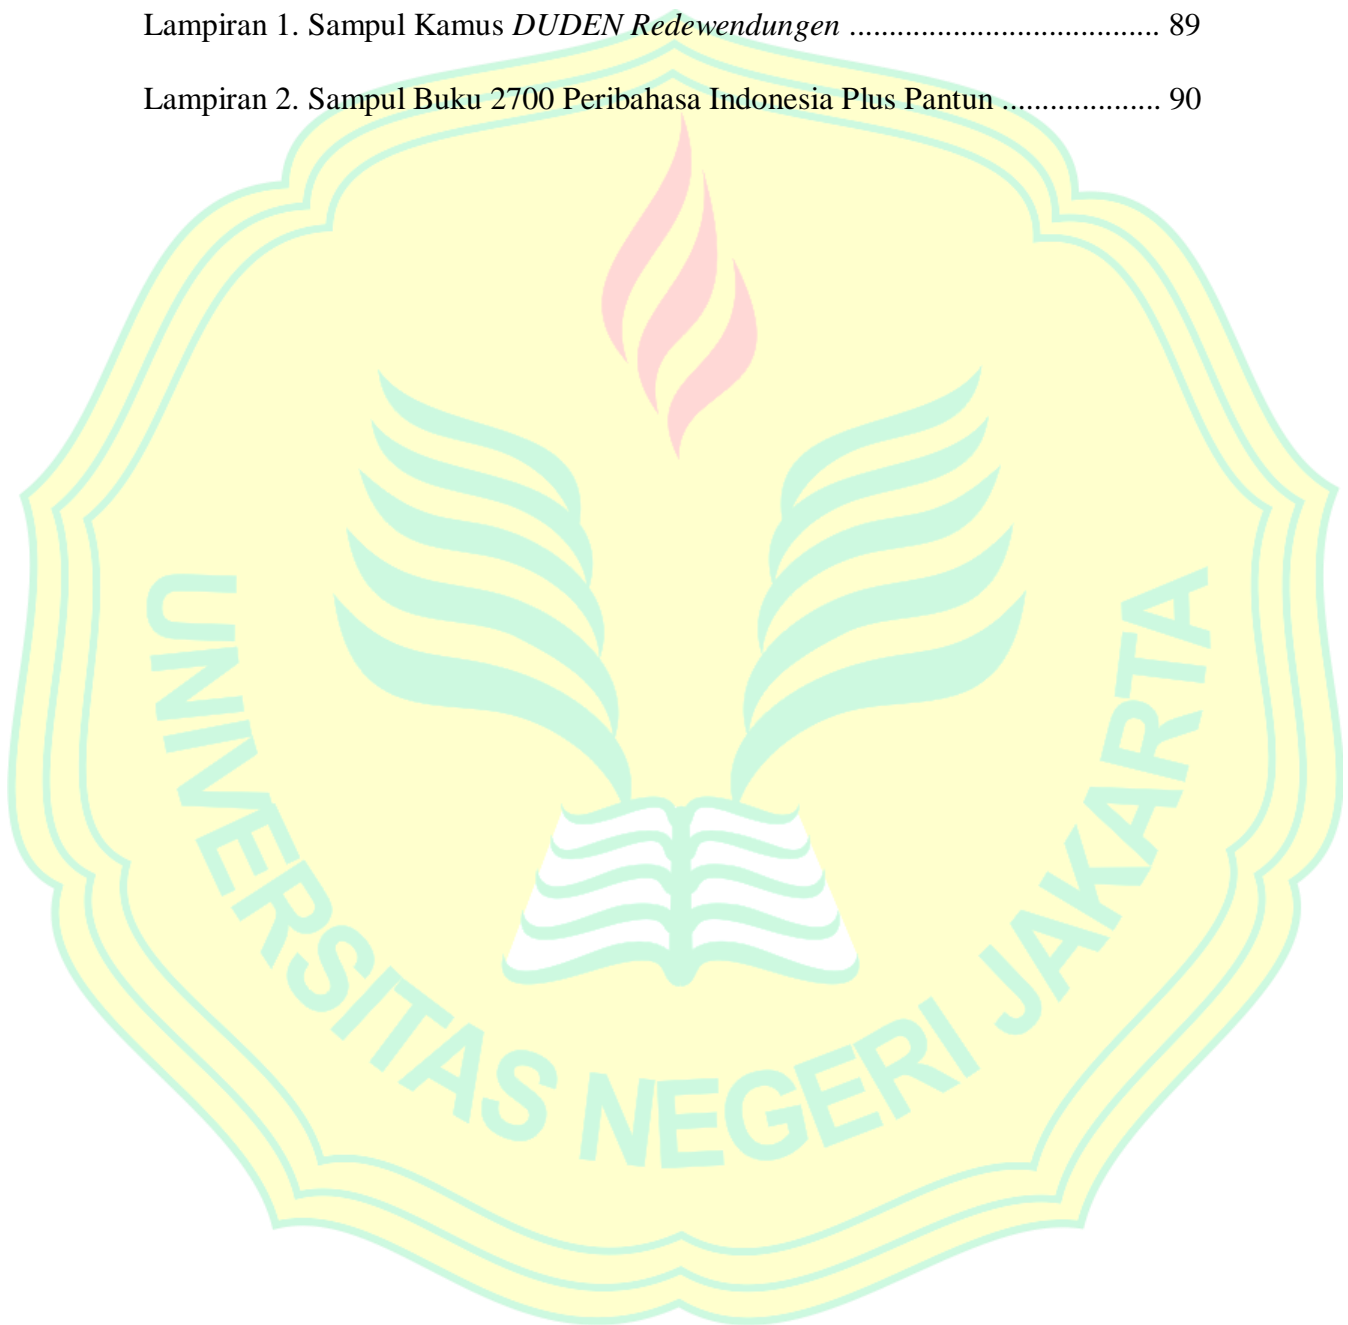 Lampiran 1. Sampul Kamus DUDEN Redewendungen ....................................... 89
Lampiran 2. Sampul Buku 2700 Peribahasa Indonesia Plus Pantun .................... 90
UNIVERSITAS NEGERI JAKARTA